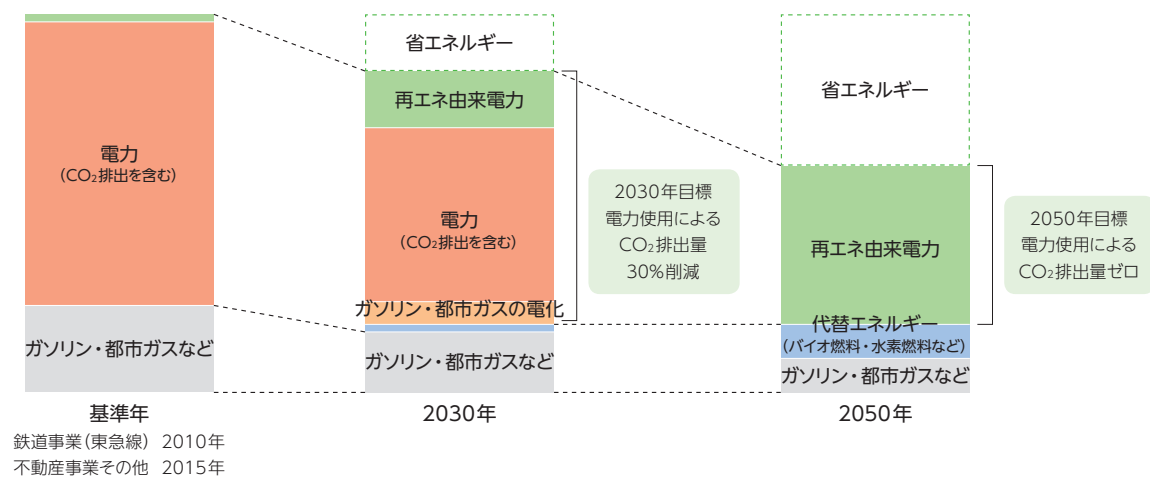 電力
(CO₂排出を含む)
ガソリン・都市ガスなど
基準年
鉄道事業(東急線) 2010年
不動産事業その他 2015年
省エネルギー
再エネ由来電力
電力
(CO₂排出を含む)
ガソリン・都市ガスの電化
ガソリン・都市ガスなど
2030年
2030年目標
電力使用による
CO₂排出量
30%削減
省エネルギー
再エネ由来電力
代替エネルギー
(バイオ燃料・水素燃料など)
ガソリン・都市ガスなど
2050年
2050年目標
電力使用による
CO₂排出量ゼロ